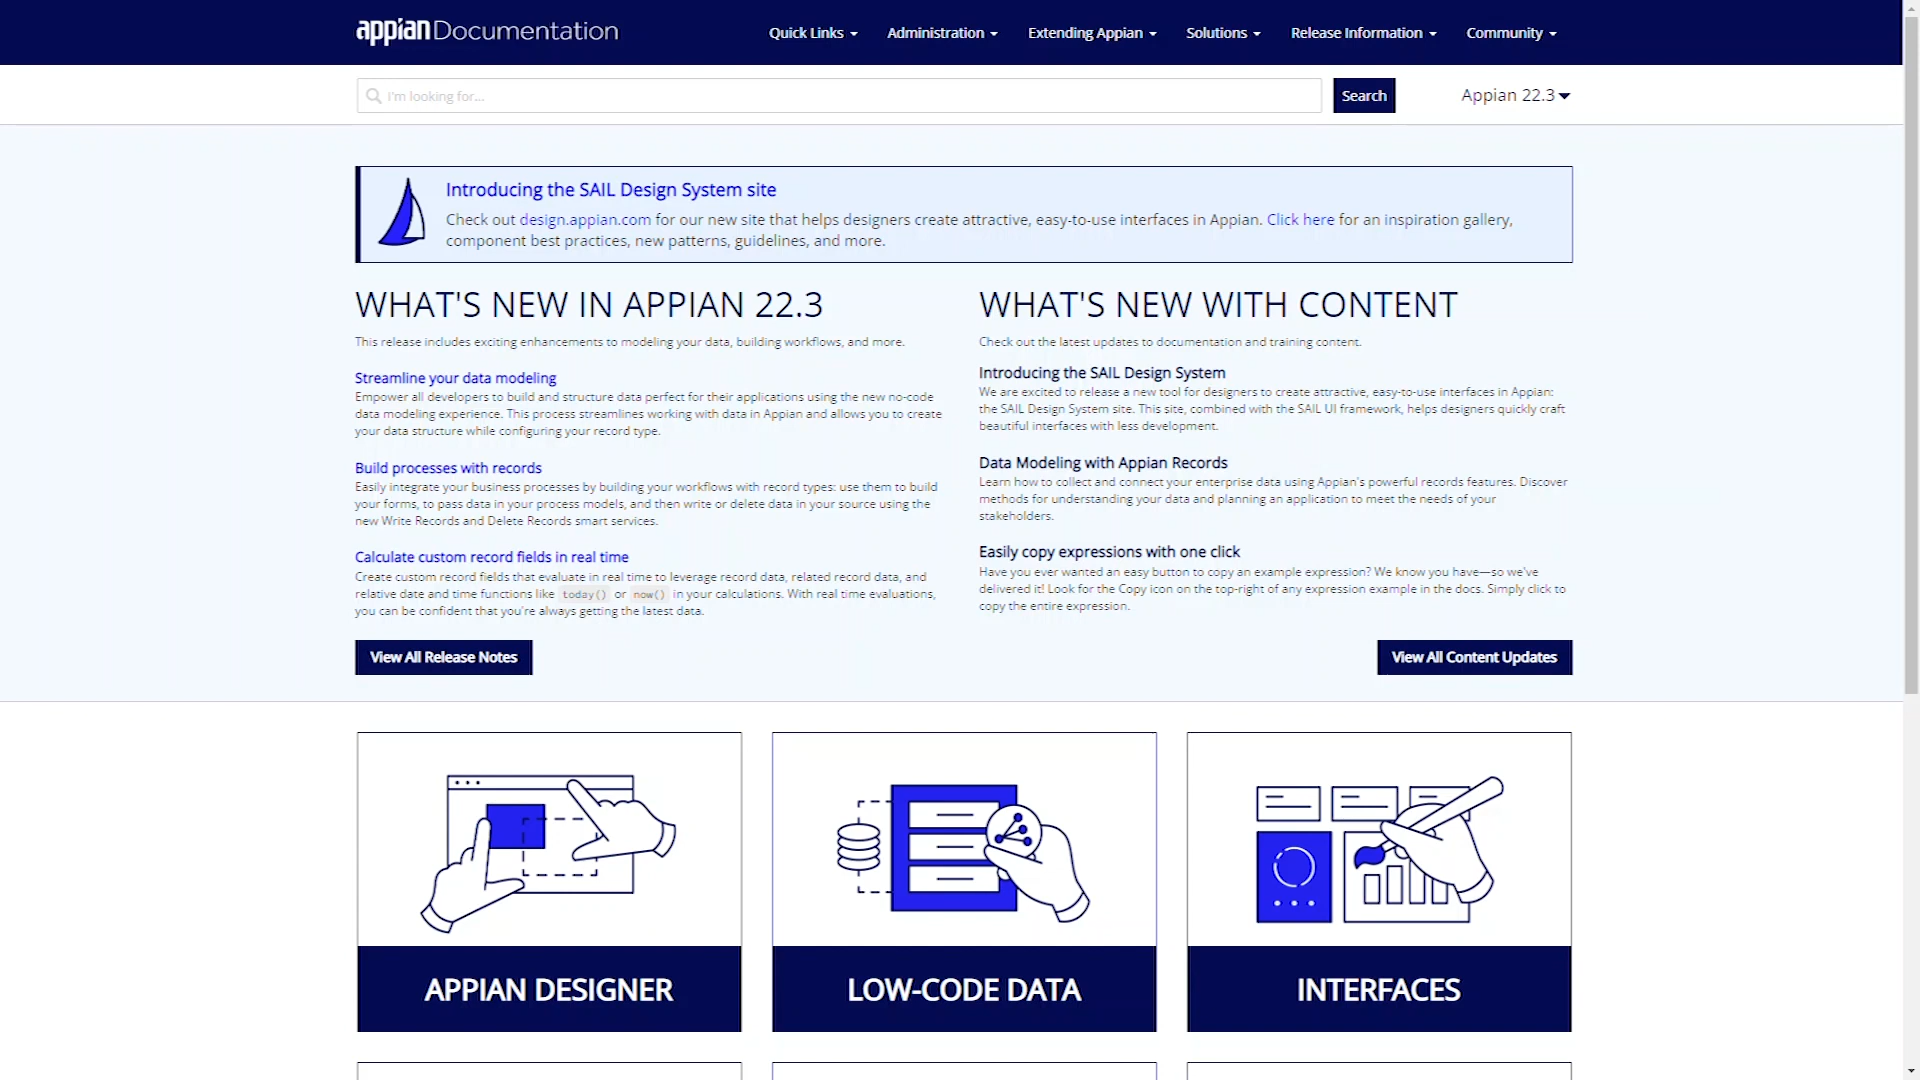 appian Documentation
Quick Links
Administration
Extending Appian
Solutions
Release Information
Community
I'm looking for...
Search
Appian 22.3
Introducing the SAIL Design System site
Check out design.appian.com for our new site that helps designers create attractive, easy-to-use interfaces in Appian. Click here for an inspiration gallery,
component best practices, new patterns, guidelines, and more.
WHAT'S NEW IN APPIAN 22.3
This release includes exciting enhancements to modeling your data, building workflows, and more.
Streamline your data modeling
Empower all developers to build and structure data perfect for their applications using the new no-code
data modeling experience. This process streamlines working with data in Appian and allows you to create
your data structure while configuring your record type.
Build processes with records
Easily integrate your business processes by building your workflows with record types: use them to build
your forms, to pass data in your process models, and then write or delete data in your source using the
new Write Records and Delete Records smart services.
Calculate custom record fields in real time
Create custom record fields that evaluate in real time to leverage record data, related record data, and
relative date and time functions like today() or now() in your calculations. With real time evaluations,
you can be confident that you're always getting the latest data.
View All Release Notes
WHAT'S NEW WITH CONTENT
Check out the latest updates to documentation and training content.
Introducing the SAIL Design System
We are excited to release a new tool for designers to create attractive, easy-to-use interfaces in Appian:
the SAIL Design System site. This site, combined with the SAIL UI framework, helps designers quickly craft
beautiful interfaces with less development.
Data Modeling with Appian Records
Learn how to collect and connect your enterprise data using Appian's powerful records features. Discover
methods for understanding your data and planning an application to meet the needs of your
stakeholders.
Easily copy expressions with one click
Have you ever wanted an easy button to copy an example expression? We know you have—so we've
delivered it! Look for the Copy icon on the top-right of any expression example in the docs. Simply click to
copy the entire expression.
View All Content Updates
APPIAN DESIGNER
LOW-CODE DATA
INTERFACES